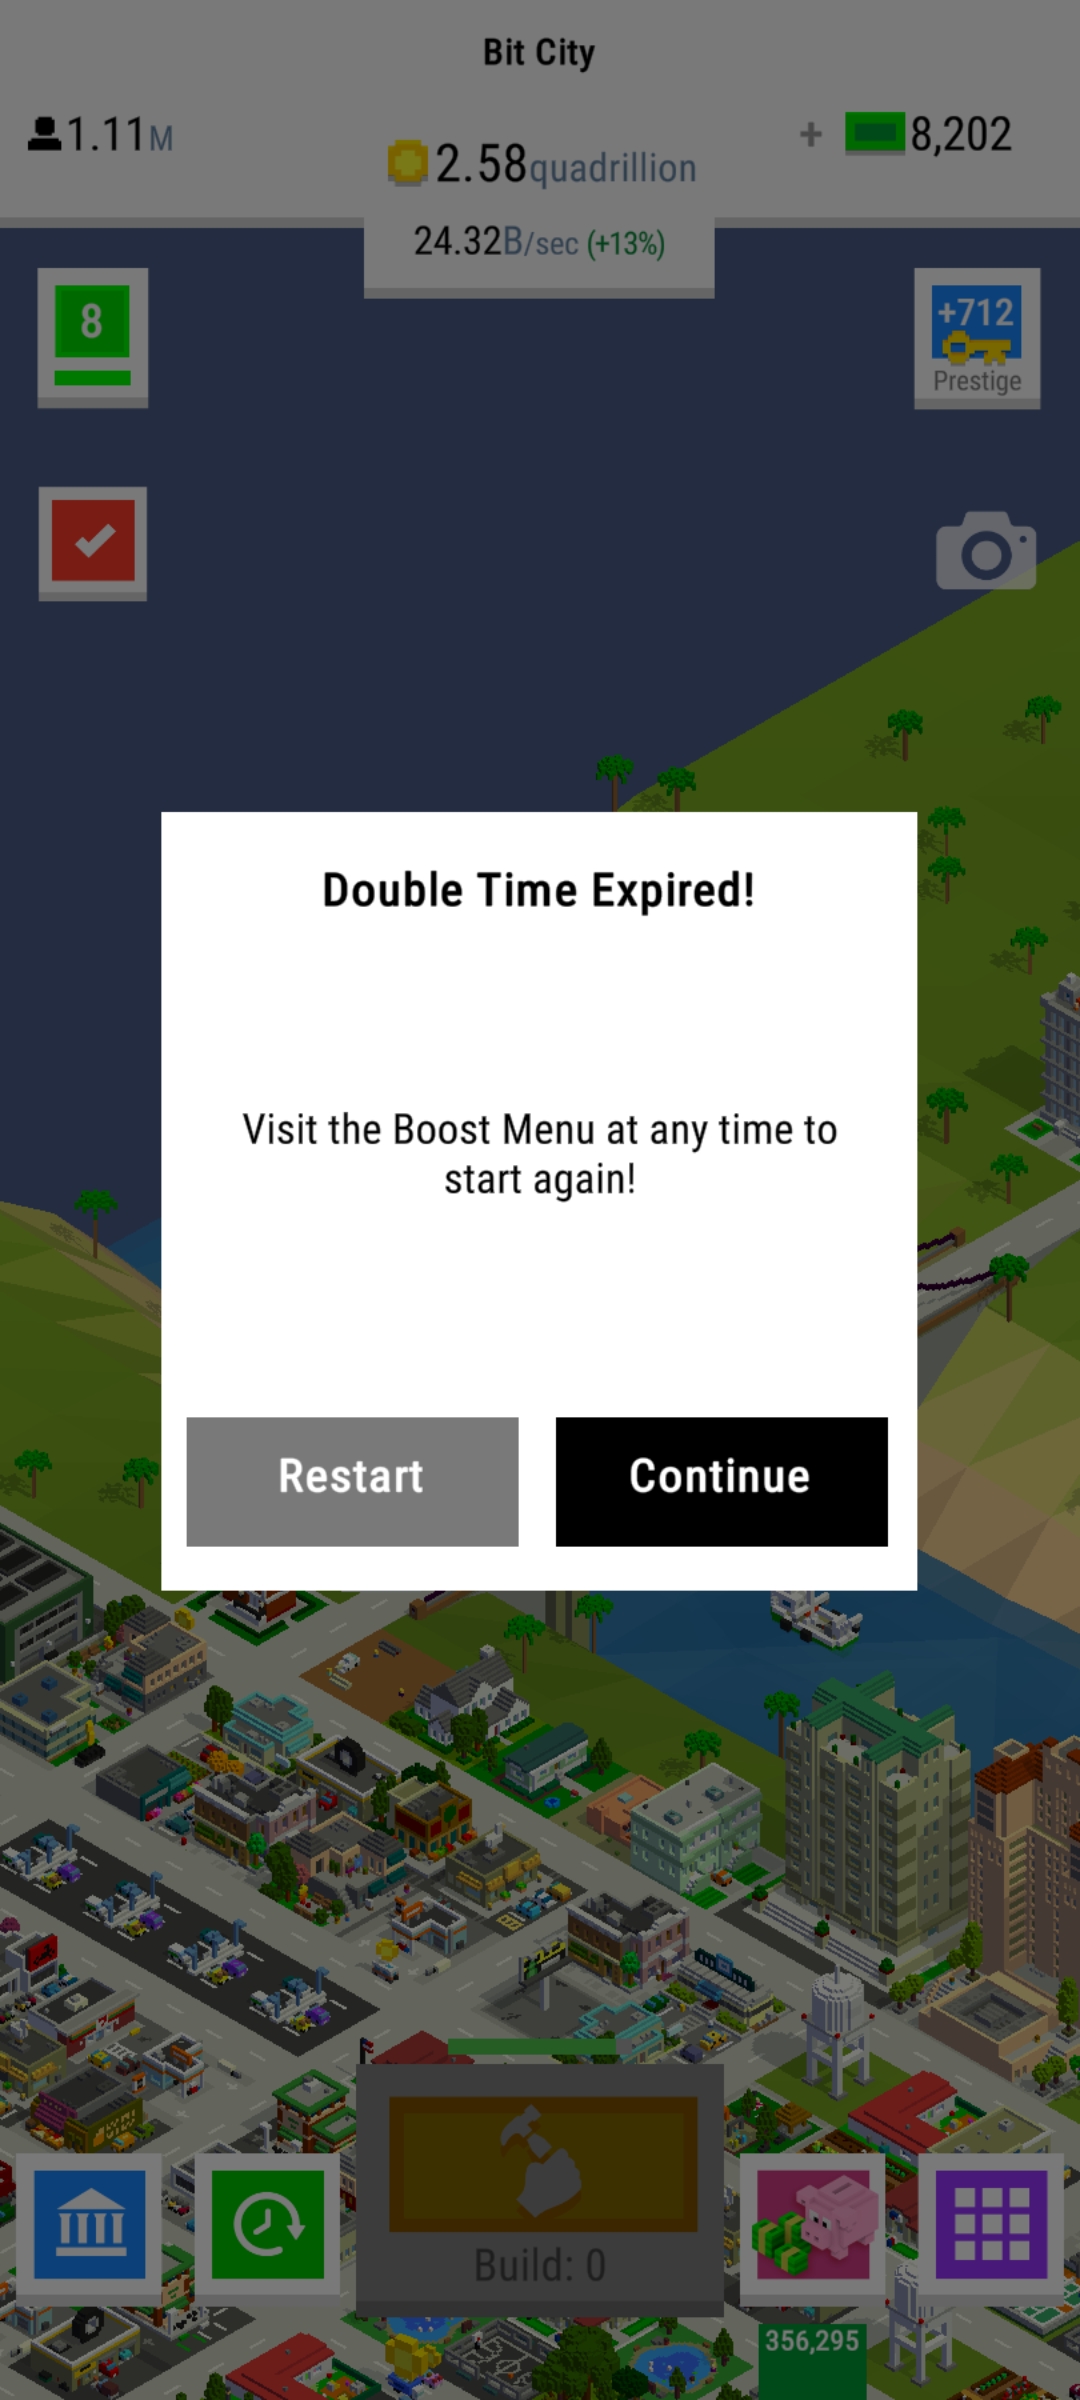 Bit City
1.11M
2.58quadrillion
+ 8,202
24.32B/sec (+13%)
8
+712
Prestige
Double Time Expired!
Visit the Boost Menu at any time to
start again!
Restart
Continue
Build: 0
356,295